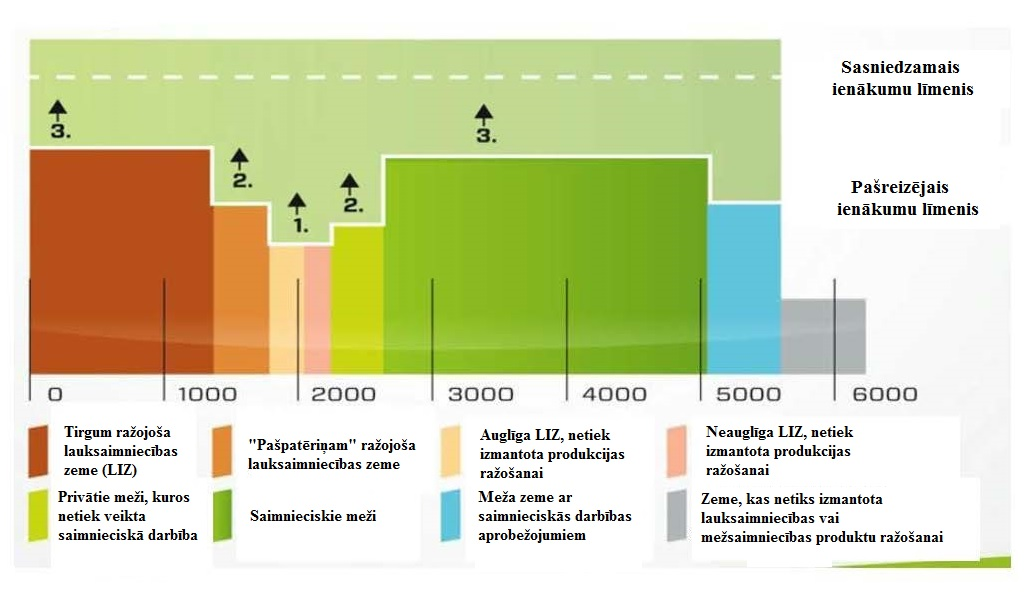 Sasniedzamais
ienākumu līmenis
3.
3.
2.
2.
1.
Pašreizējais
ienākumu līmenis
0 1000 2000 3000 4000 5000 6000
Tirgum ražojoša
lauksaimniecības
zeme (LIZ)
"Pašpatēriņam" ražojoša
lauksaimniecības zeme
Auglīga LIZ, netiek
izmantota produkcijas
ražošanai
Neauglīga LIZ, netiek
izmantota produkcijas
ražošanai
Privātie meži, kuros
netiek veikta
saimnieciskā darbība
Saimnieciskie meži
Meža zeme ar
saimnieciskās darbības
aprobežojumiem
Zeme, kas netiks izmantota
lauksaimniecības vai
mežsaimniecības produktu ražošanai